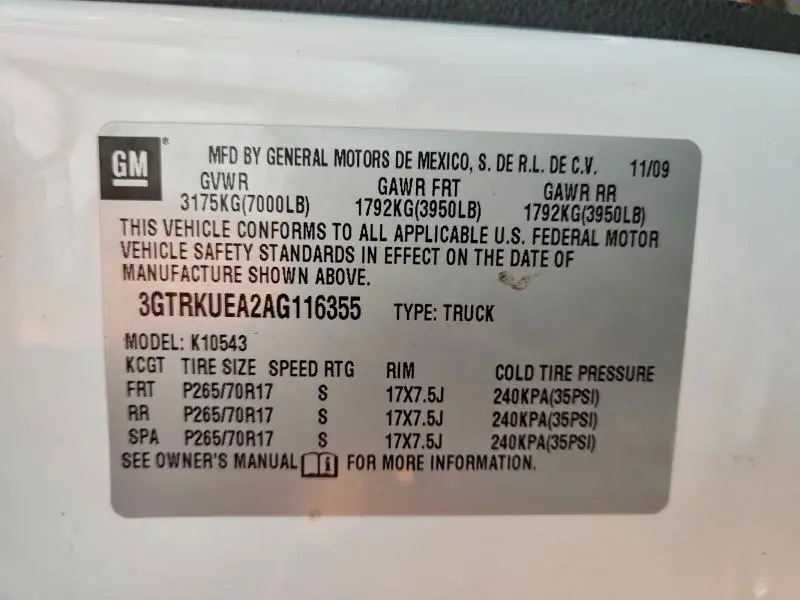 GM® MFD BY GENERAL MOTORS DE MEXICO, S. DE R.L. DE C.V. 11/09
GVWR GAWR FRT GAWR RR
3175KG(7000LB) 1792KG(3950LB) 1792KG(3950LB)
THIS VEHICLE CONFORMS TO ALL APPLICABLE U.S. FEDERAL MOTOR
VEHICLE SAFETY STANDARDS IN EFFECT ON THE DATE OF
MANUFACTURE SHOWN ABOVE.
3GTRKUEA2AG116355 TYPE: TRUCK
MODEL: K10543
KCGT TIRE SIZE SPEED RTG RIM COLD TIRE PRESSURE
FRT P265/70R17 S 17X7.5J 240KPA(35PSI)
RR P265/70R17 S 17X7.5J 240KPA(35PSI)
SPA P265/70R17 S 17X7.5J 240KPA(35PSI)
SEE OWNER'S MANUAL i FOR MORE INFORMATION.